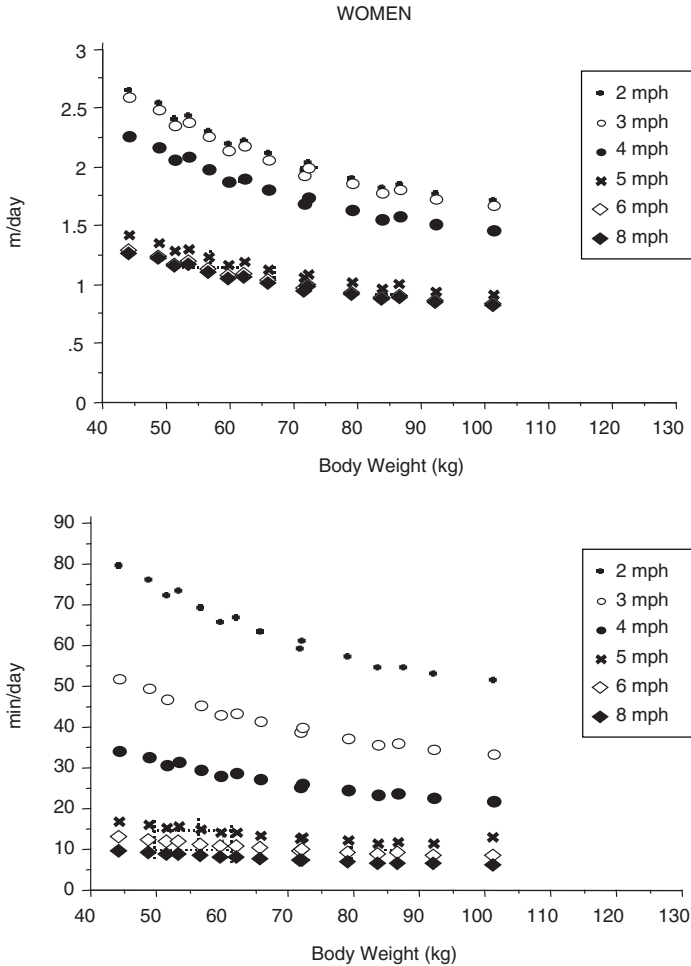 WOMEN
3
2.5
2
1.5
1
.5
0
m/day
40 50 60 70 80 90 100 110 120 130
Body Weight (kg)
2 mph
3 mph
4 mph
5 mph
6 mph
8 mph
90
80
70
60
50
40
30
20
10
0
min/day
40 50 60 70 80 90 100 110 120 130
Body Weight (kg)
2 mph
3 mph
4 mph
5 mph
6 mph
8 mph